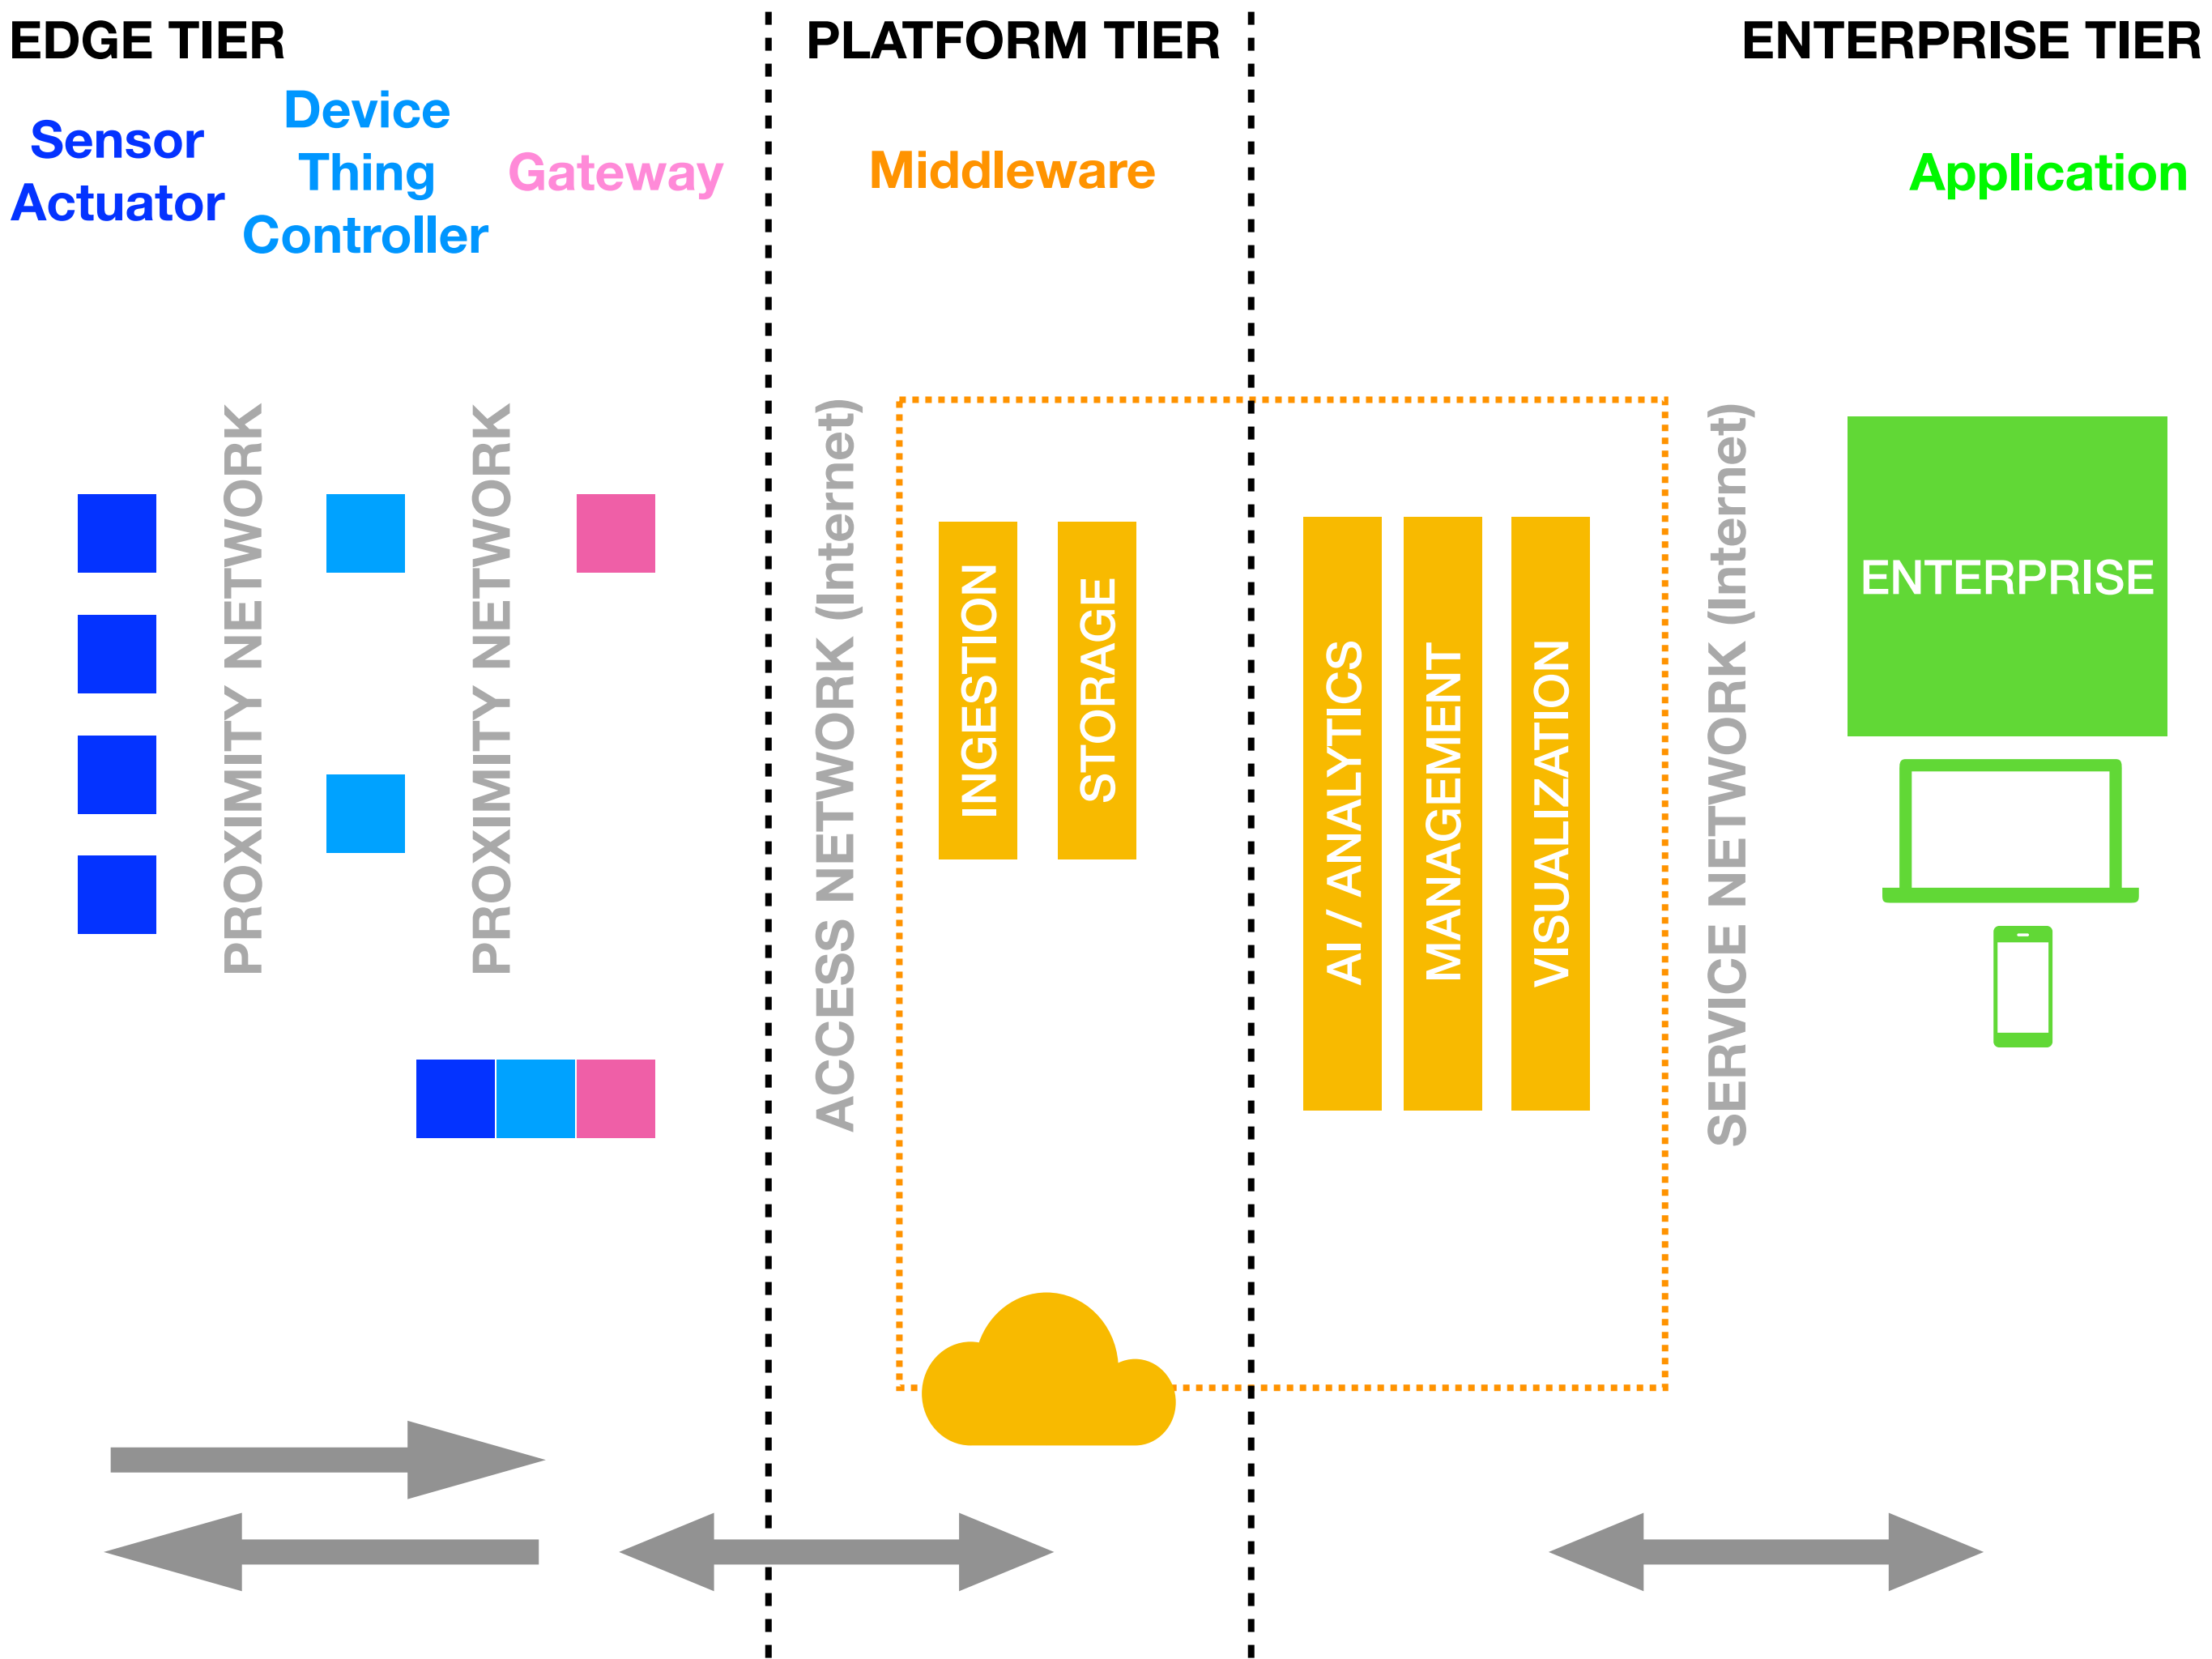 EDGE TIER
PLATFORM TIER
ENTERPRISE TIER
Sensor
Actuator
Device
Thing
Controller
Gateway
Middleware
Application
PROXIMITY NETWORK
PROXIMITY NETWORK
ACCESS NETWORK (Internet)
INGESTION
STORAGE
AI / ANALYTICS
MANAGEMENT
VISUALIZATION
SERVICE NETWORK (Internet)
ENTERPRISE